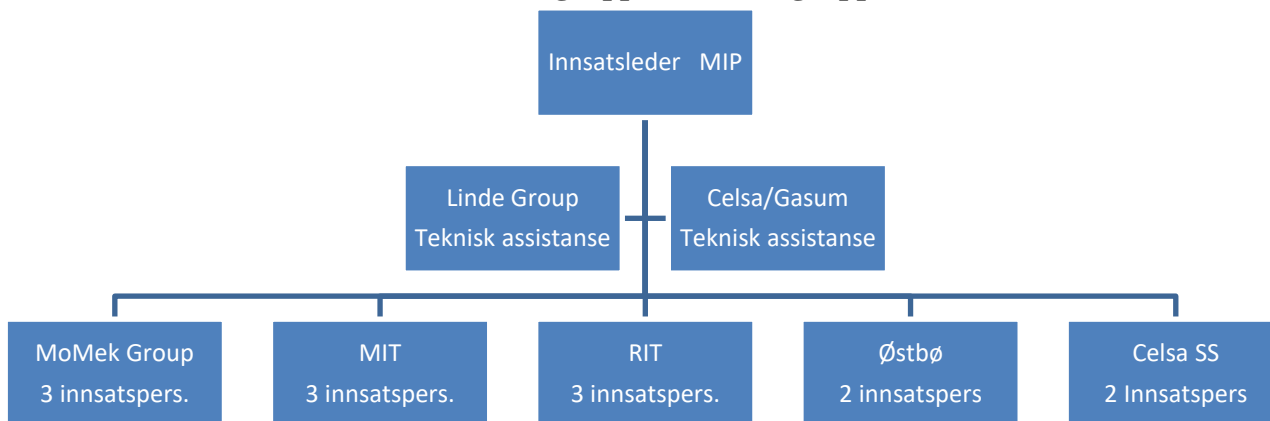 Innsatsleder MIP
Linde Group
Teknisk assistanse
Celsa/Gasum
Teknisk assistanse
MoMek Group
3 innsatspers.
MIT
3 innsatspers.
RIT
3 innsatspers.
Østbø
2 innsatspers
Celsa SS
2 Innsatspers